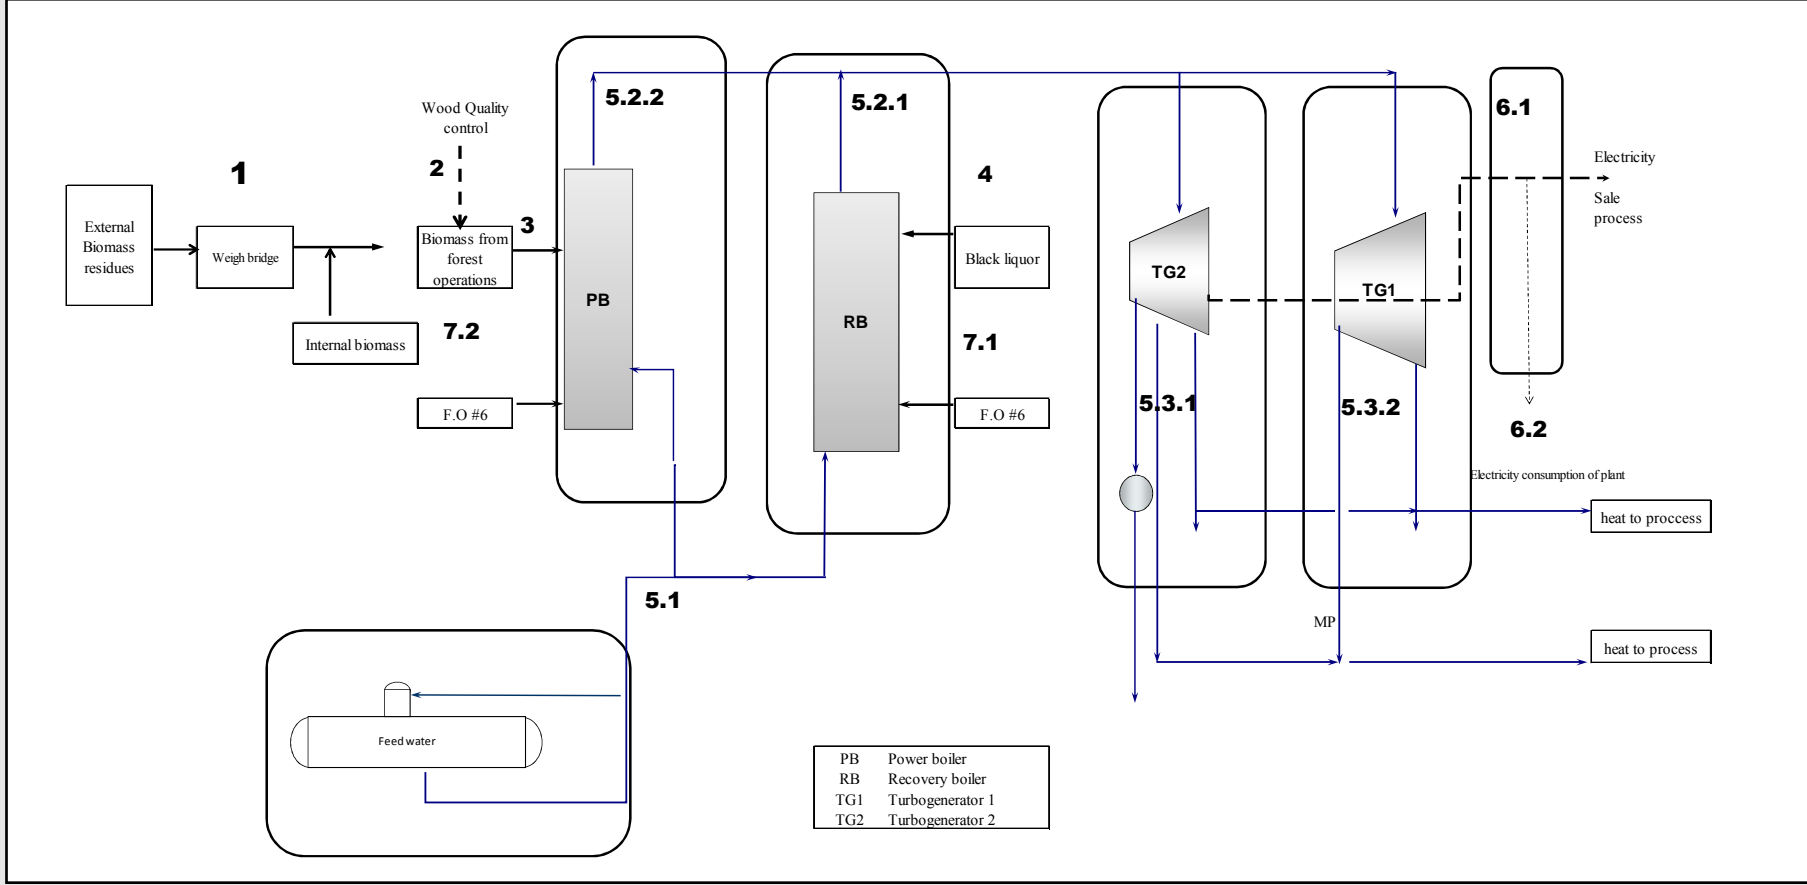 5.2.2
5.2.1
6.1
Wood Quality
control
1
2
4
Electricity
Sale
process
External
Biomass
residues
Weigh bridge
3
Biomass from
forest
operations
Black liquor
PB
RB
TG2
TG1
Internal biomass
7.2
7.1
F.O #6
F.O #6
5.3.1
5.3.2
6.2
Electricity consumption of plant
heat to proccess
5.1
MP
heat to process
Feed water
PB Power boiler
RB Recovery boiler
TG1 Turbogenerator 1
TG2 Turbogenerator 2